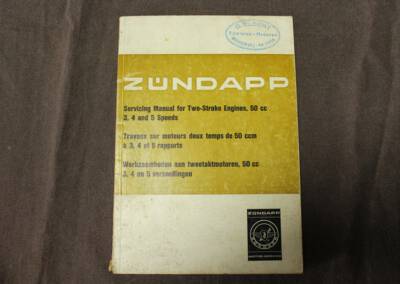 ZÜNDAPP
Servicing Manual for Two-Stroke Engines, 50 cc
3, 4 and 5 Speeds
Travaux sur moteurs deux temps de 50 ccm
à 3, 4 et 5 rapports
Werkzaamheden aan tweetaktmotoren, 50 cc
3, 4 en 5 versnellingen
ZÜNDAPP